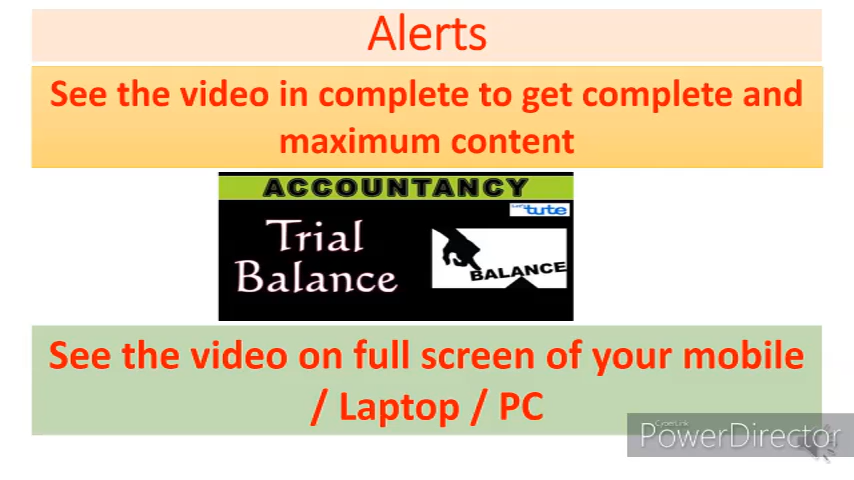 Alerts
See the video in complete to get complete and
maximum content
ACCOUNTANCY
tute
Trial
Balance
BALANCE
See the video on full screen of your mobile
/ Laptop / PC
CyberLink
PowerDirector